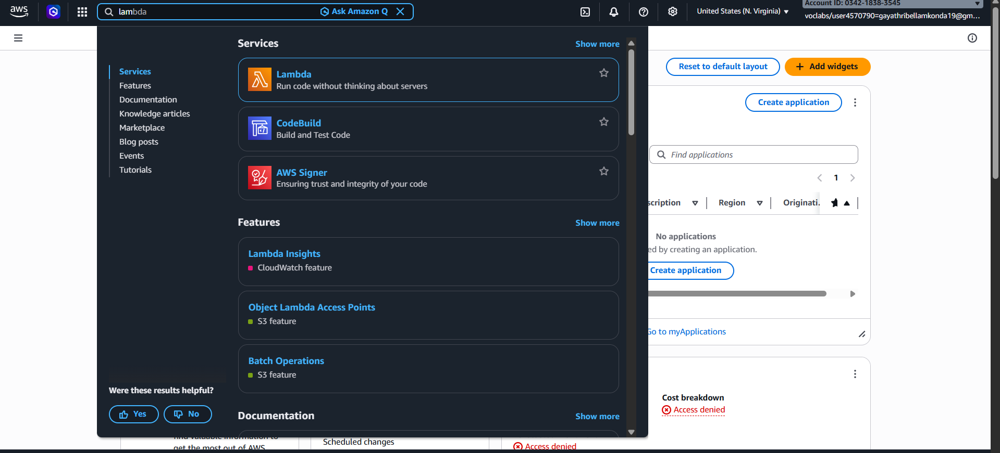 aws
lambda
Ask Amazon Q
United States (N. Virginia)
Account ID: 0342-1838-3545
voclabs/user4570790=gayathribellamkonda19@gm...
Services
Features
Documentation
Knowledge articles
Marketplace
Blog posts
Events
Tutorials
Were these results helpful?
Yes
No
Services
Show more
Lambda
Run code without thinking about servers
CodeBuild
Build and Test Code
AWS Signer
Ensuring trust and integrity of your code
Features
Show more
Lambda Insights
CloudWatch feature
Object Lambda Access Points
S3 feature
Batch Operations
S3 feature
Documentation
Show more
Reset to default layout
Add widgets
Create application
Find applications
1
scription
Region
Originati.
No applications
ed by creating an application.
Create application
Go to myApplications
Cost breakdown
Access denied
find valuable information to
get the most out of AWS
Scheduled changes
Access denied